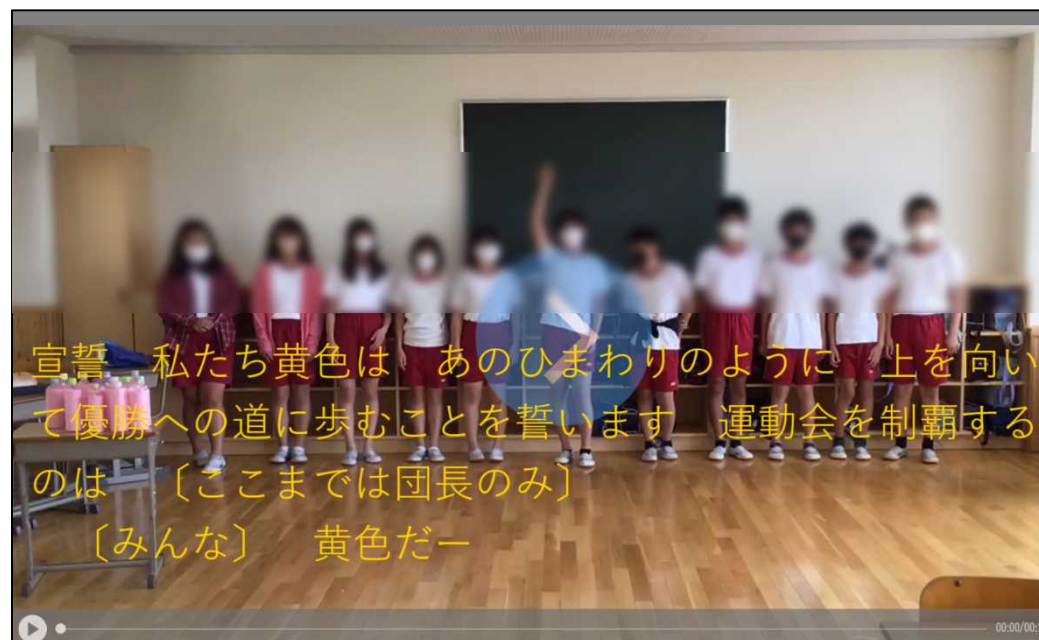 宣誓　私たち黄色は　あのひまわりのように　上を向い
て優勝への道に歩むことを誓います　運動会を制覇する
のは　〔ここまでは団長のみ〕
〔みんな〕　黄色だー
00:00/00: